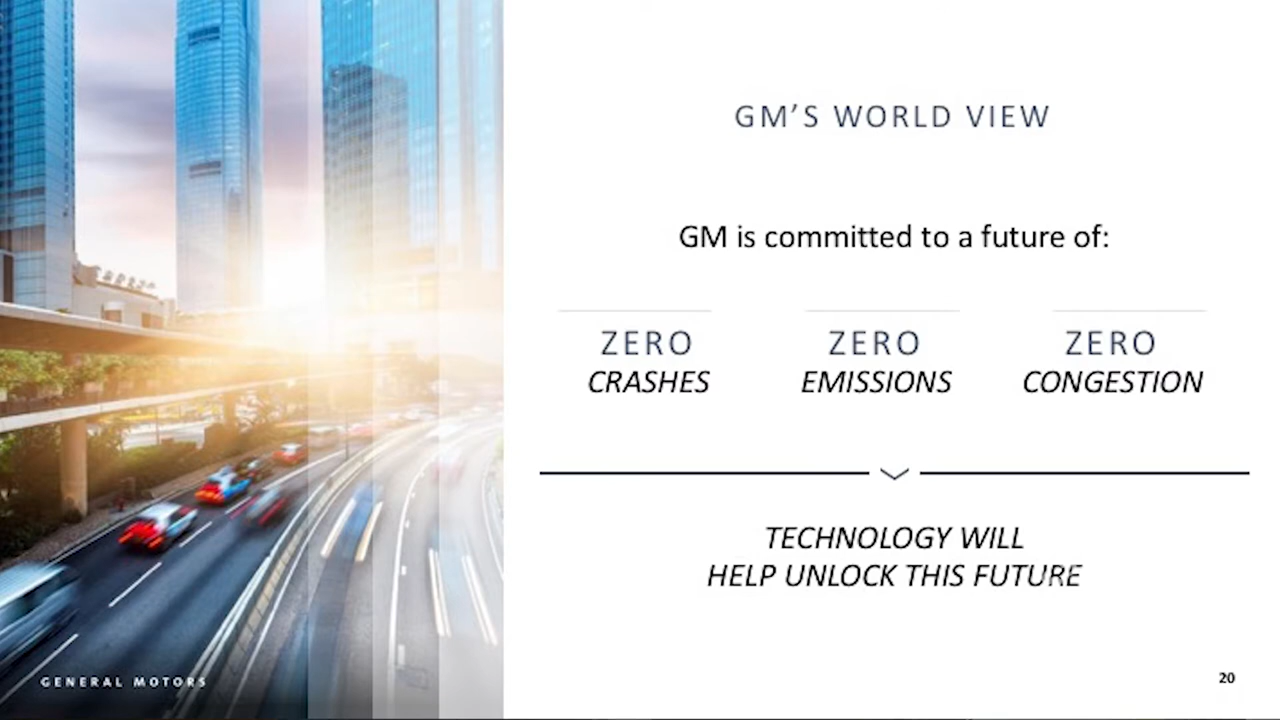 GM'S WORLD VIEW
GM is committed to a future of:
ZERO
CRASHES
ZERO
EMISSIONS
ZERO
CONGESTION
TECHNOLOGY WILL
HELP UNLOCK THIS FUTURE
GENERAL MOTORS
20